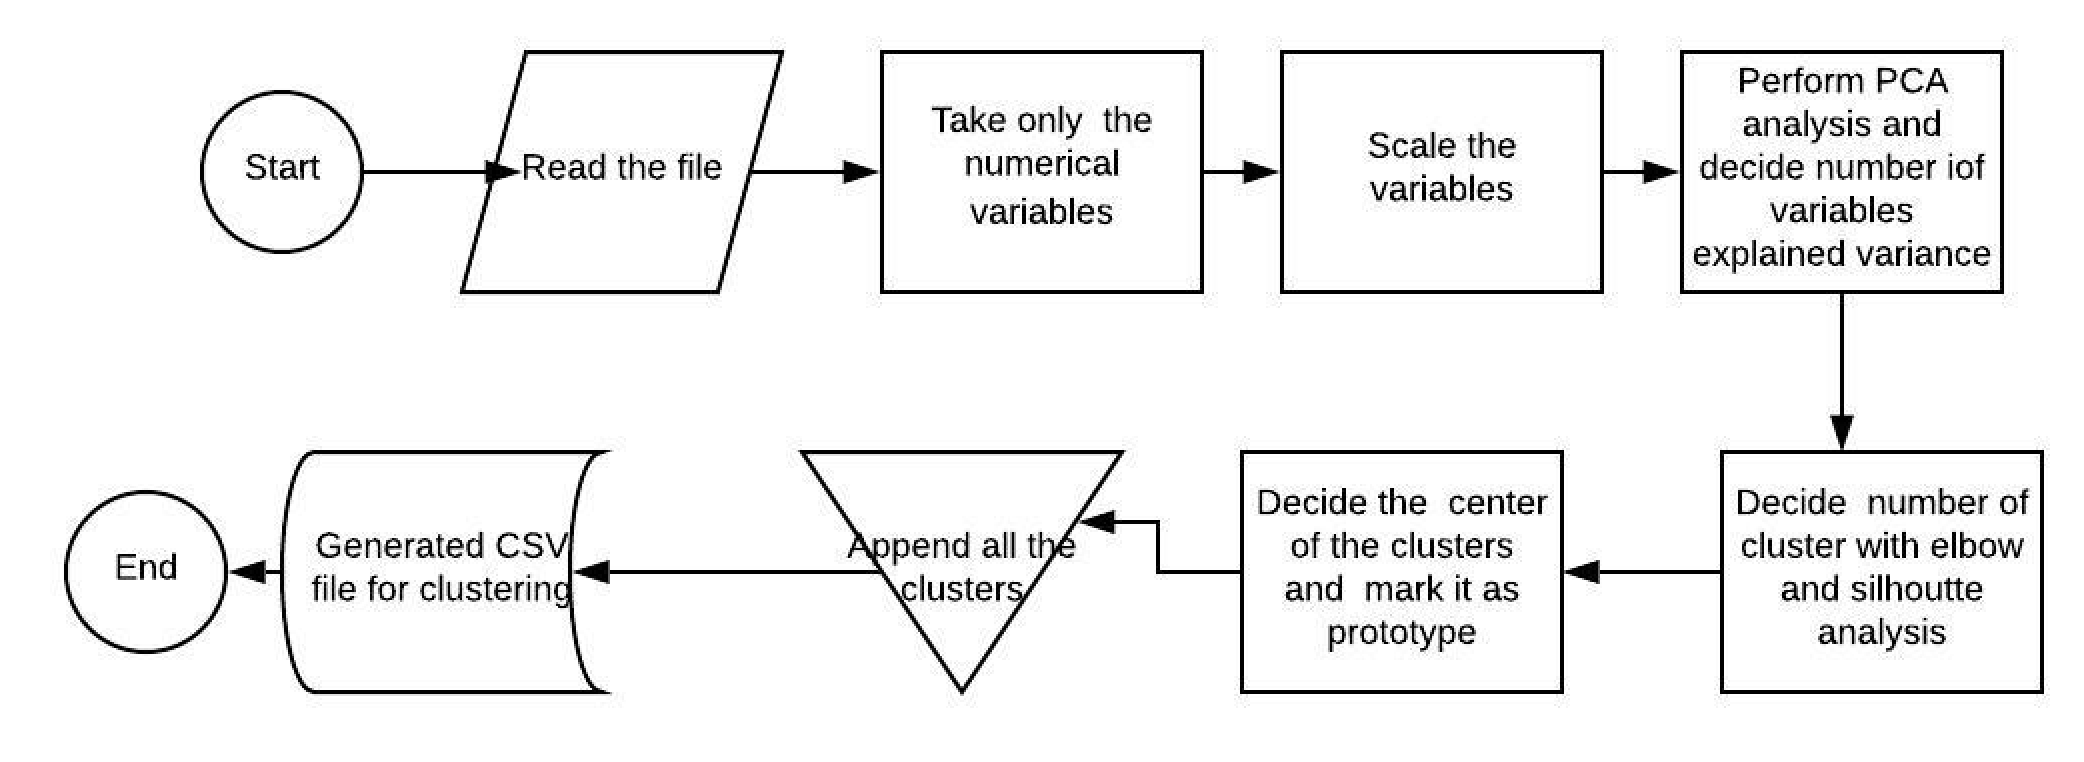 Start
Read the file
Take only  the
numerical
variables
Scale the
variables
Perform PCA
analysis and
decide number iof
variables
explained variance
Decide  number of
cluster with elbow
and silhoutte
analysis
Decide the  center
of the clusters
and  mark it as
prototype
Append all the
clusters
Generated CSV
file for clustering
End